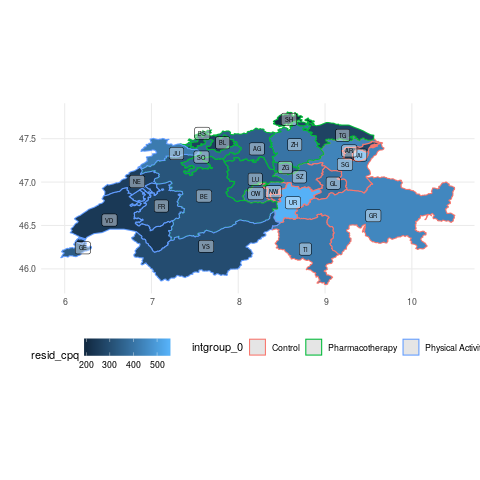 47.5
47.0
46.5
46.0
6 7 8 9 10
SH
BS
BL
TG
JU
SO
AG
ZH
AR
SG
ZG
SZ
GL
NE
LU
OW
NW
UR
BE
FR
VD
VS
GE
TI
GR
resid_cpq
200 300 400 500
intgroup_0 Control Pharmacotherapy Physical Activi